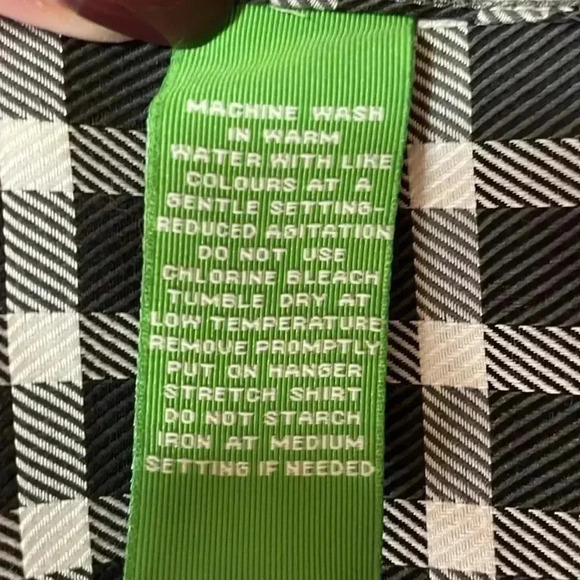 MACHINE WASH
IN WARM
WATER WITH LIKE
COLOURS AT A
GENTLE SETTING-
REDUCED AGITATION
DO NOT USE
CHLORINE BLEACH
TUMBLE DRY AT
LOW TEMPERATURE
REMOVE PROMPTLY
PUT ON HANGER
STRETCH SHIRT
DO NOT STARCH
IRON AT MEDIUM
SETTING IF NEEDED